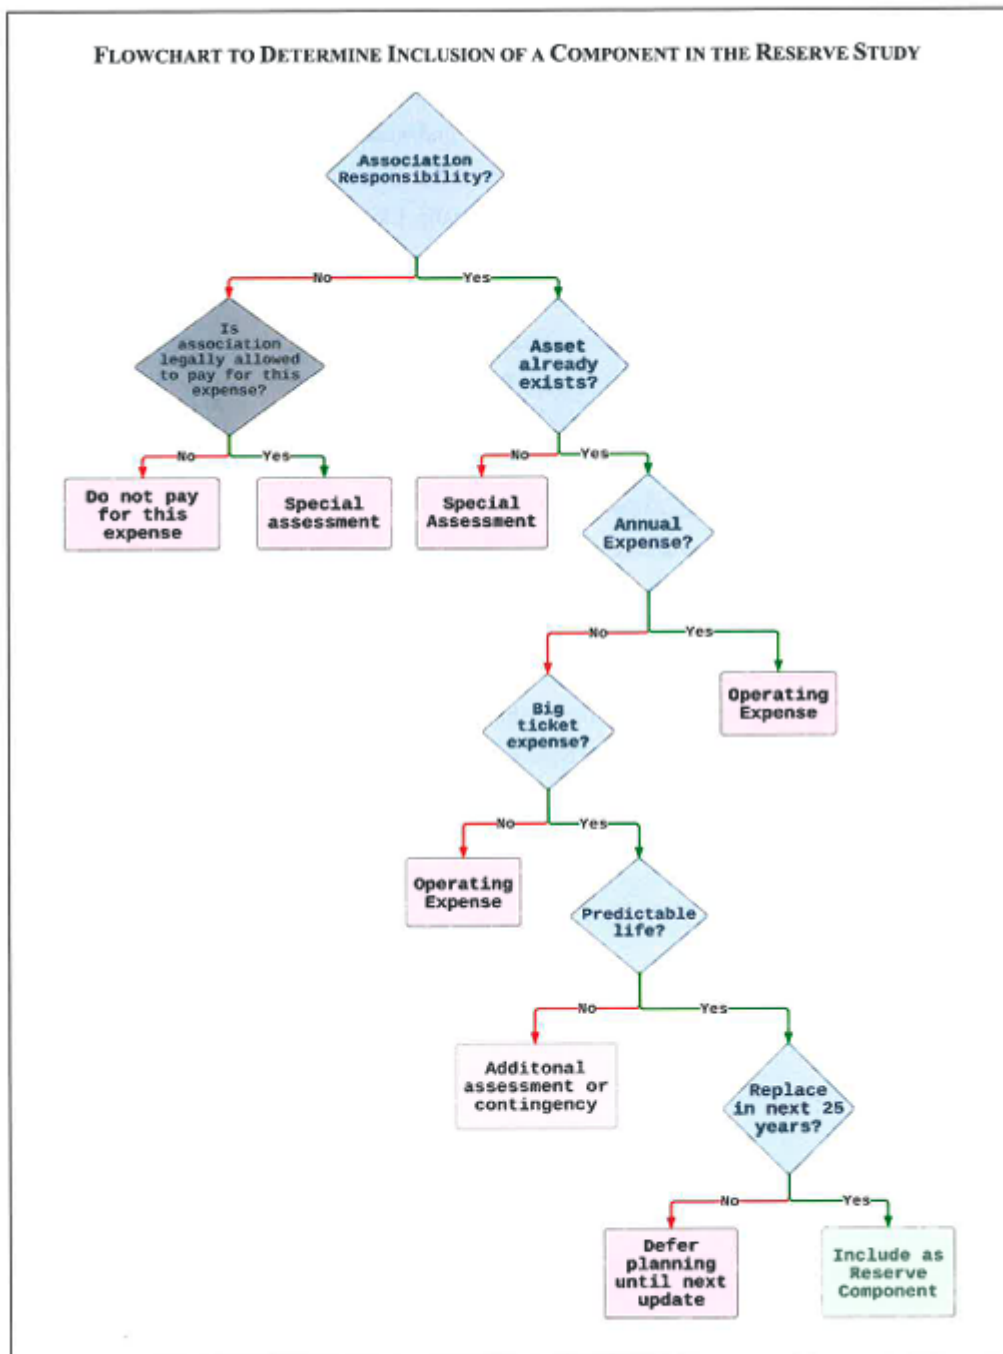 FLOWCHART TO DETERMINE INCLUSION OF A COMPONENT IN THE RESERVE STUDY
Association
Responsibility?
No
Yes
Is
association
legally allowed
to pay for this
expense?
Asset
already
exists?
No
Yes
No
Yes
Do not pay
for this
expense
Special
assessment
Special
Assessment
Annual
Expense?
No
Yes
Big
ticket
expense?
Operating
Expense
No
Yes
Operating
Expense
Predictable
life?
No
Yes
Additonal
assessment or
contingency
Replace
in next 25
years?
No
Yes
Defer
planning
until next
update
Include as
Reserve
Component